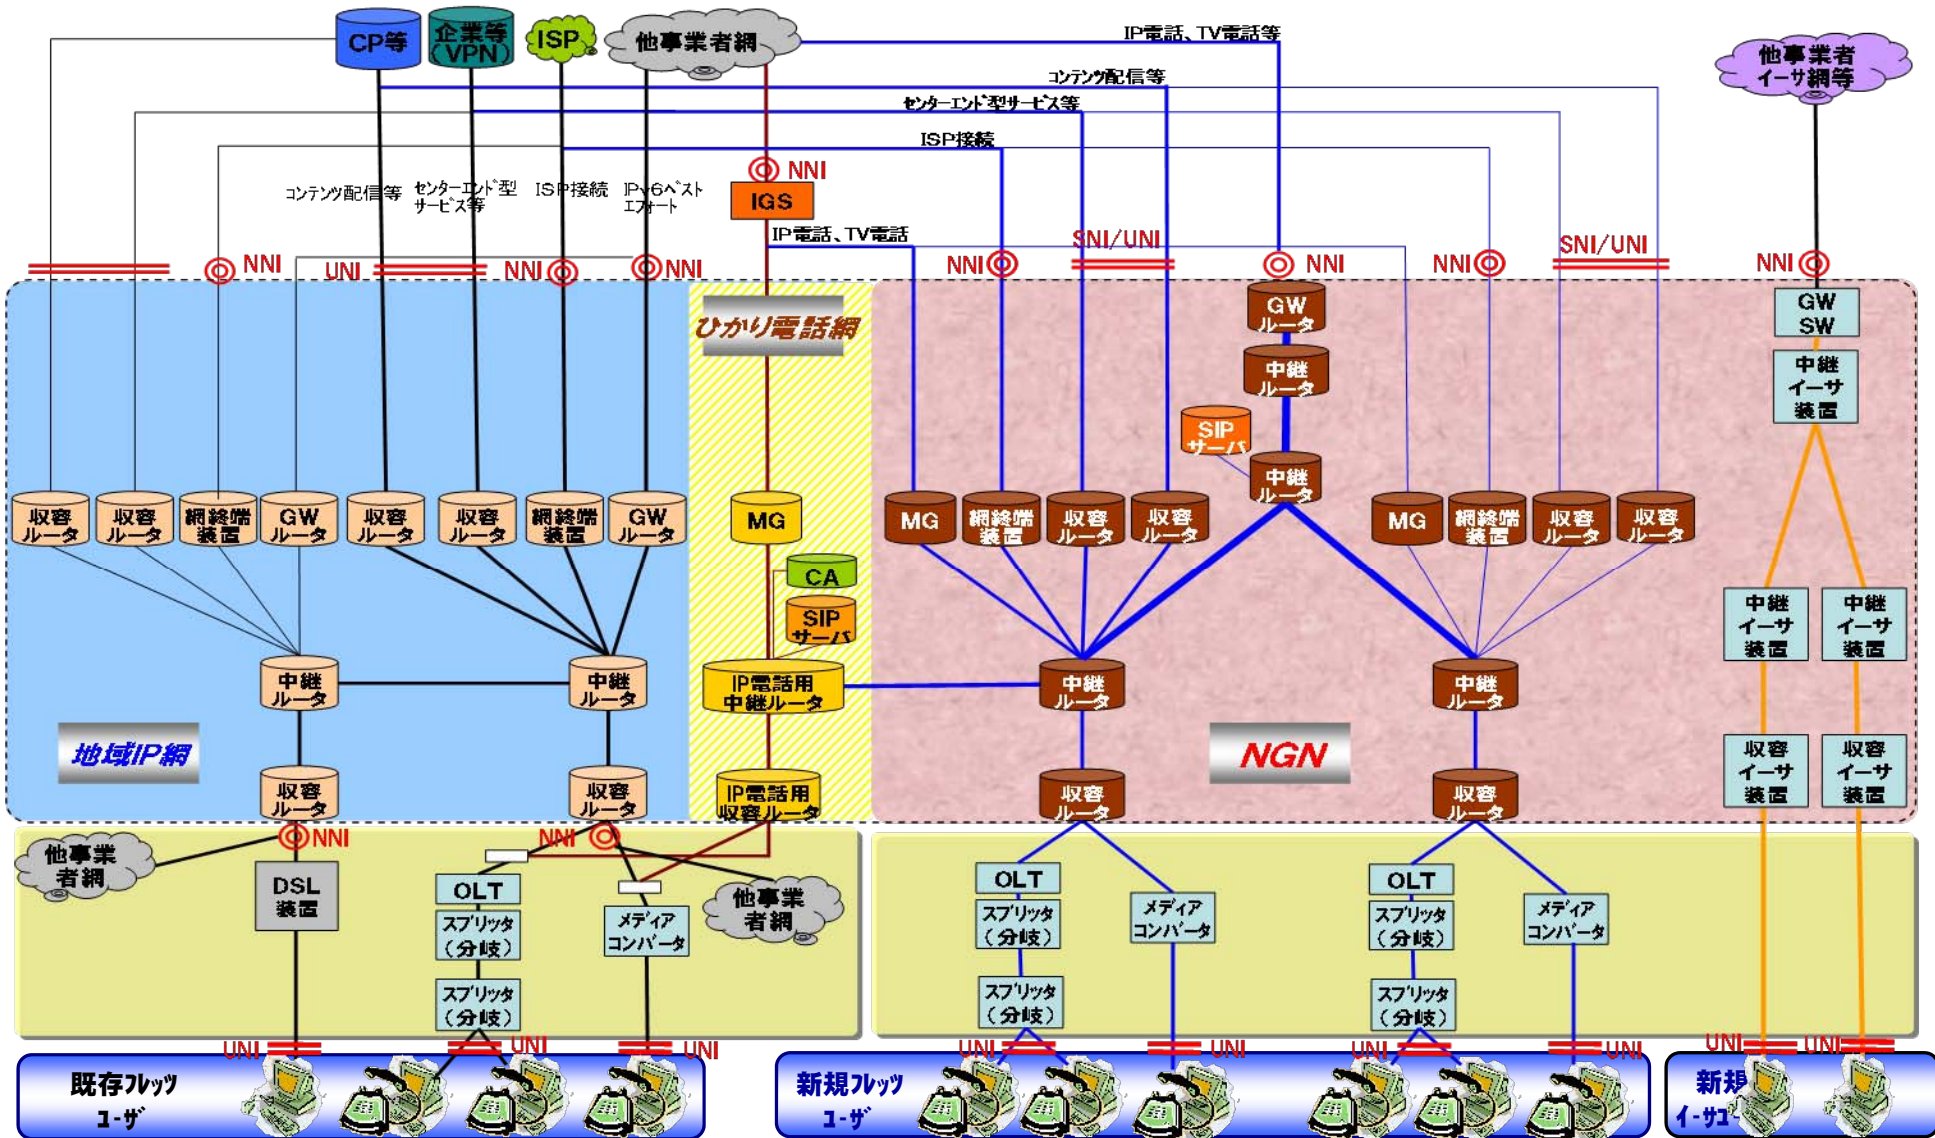 CP等
企業等
(VPN)
ISP
他事業者網
IP電話、TV電話等
他事業者
イーサ網等
コンテンツ配信等
センターエンド型サービス等
ISP接続
NNI
コンテンツ配信等
センターエンド型
サービス等
ISP接続
IPv6ベスト
エフォート
IGS
IP電話、TV電話
NNI
UNI
NNI
NNI
NNI
SNI/UNI
NNI
NNI
SNI/UNI
NNI
ひかり電話網
GW
ルータ
GW
SW
中継
ルータ
中継
イーサ
装置
SIP
サーバ
中継
ルータ
収容
ルータ
収容
ルータ
網終端
装置
GW
ルータ
収容
ルータ
収容
ルータ
網終端
装置
GW
ルータ
MG
MG
網終端
装置
収容
ルータ
収容
ルータ
MG
網終端
装置
収容
ルータ
収容
ルータ
CA
SIP
サーバ
中継
イーサ
装置
中継
イーサ
装置
中継
ルータ
中継
ルータ
IP電話用
中継ルータ
中継
ルータ
中継
ルータ
地域IP網
NGN
収容
ルータ
収容
ルータ
IP電話用
収容ルータ
収容
ルータ
収容
ルータ
収容
イーサ
装置
収容
イーサ
装置
NNI
NNI
他事業
者網
DSL
装置
OLT
スプリッタ
(分岐)
スプリッタ
(分岐)
メディア
コンバータ
他事業
者網
OLT
スプリッタ
(分岐)
スプリッタ
(分岐)
メディア
コンバータ
OLT
スプリッタ
(分岐)
スプリッタ
(分岐)
メディア
コンバータ
UNI
UNI
UNI
UNI
UNI
UNI
UNI
UNI
UNI
既存フレッツ
ユーザ
新規フレッツ
ユーザ
新規
イーサユー